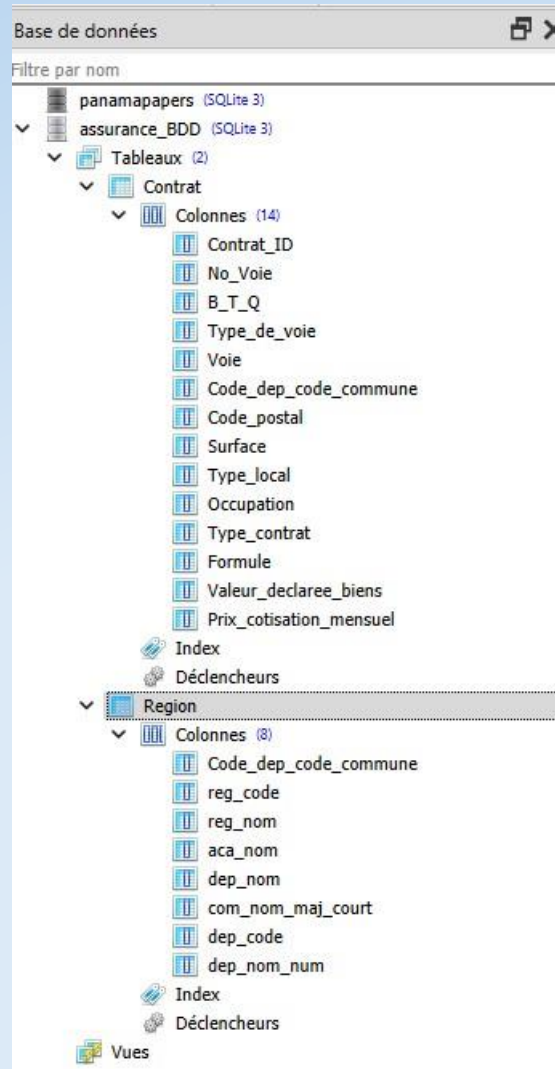 Base de données
Filtre par nom
panamapapers (SQLite 3)
assurance_BDD (SQLite 3)
Tableaux (2)
Contrat
Colonnes (14)
Contrat_ID
No_Voie
B_T_Q
Type_de_voie
Voie
Code_dep_code_commune
Code_postal
Surface
Type_local
Occupation
Type_contrat
Formule
Valeur_declaree_biens
Prix_cotisation_mensuel
Index
Déclencheurs
Region
Colonnes (8)
Code_dep_code_commune
reg_code
reg_nom
aca_nom
dep_nom
com_nom_maj_court
dep_code
dep_nom_num
Index
Déclencheurs
Vues